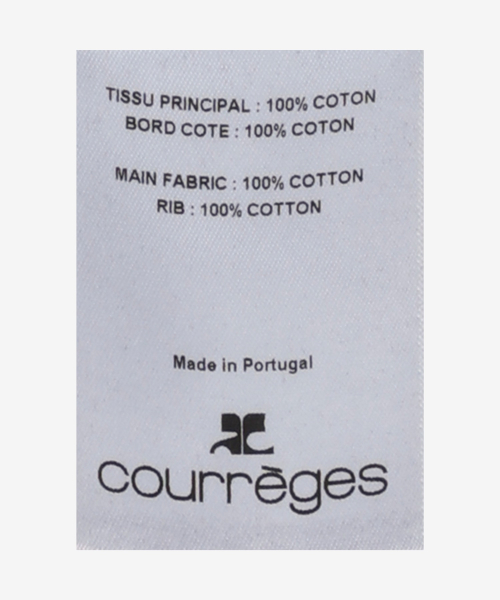 TISSU PRINCIPAL : 100% COTON
BORD COTE : 100% COTON
MAIN FABRIC : 100% COTTON
RIB : 100% COTTON
Made in Portugal
courrèges